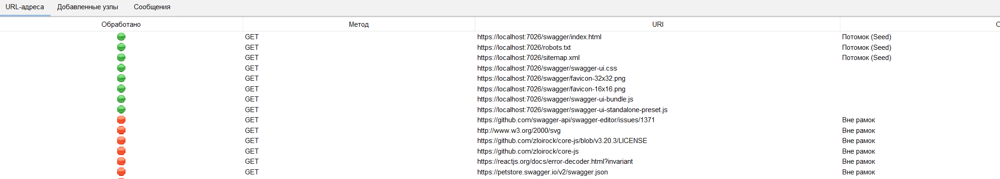 URL-адреса Добавленные узлы Сообщения
Обработано Метод URI
GET https://localhost:7026/swagger/index.html Потомок (Seed)
GET https://localhost:7026/robots.txt Потомок (Seed)
GET https://localhost:7026/sitemap.xml Потомок (Seed)
GET https://localhost:7026/swagger/swagger-ui.css
GET https://localhost:7026/swagger/favicon-32x32.png
GET https://localhost:7026/swagger/favicon-16x16.png
GET https://localhost:7026/swagger/swagger-ui-bundle.js
GET https://localhost:7026/swagger/swagger-ui-standalone-preset.js
GET https://github.com/swagger-api/swagger-editor/issues/1371 Вне рамок
GET http://www.w3.org/2000/svg Вне рамок
GET https://github.com/zloirock/core-js/blob/v3.20.3/LICENSE Вне рамок
GET https://github.com/zloirock/core-js Вне рамок
GET https://reactjs.org/docs/error-decoder.html?invariant Вне рамок
GET https://petstore.swagger.io/v2/swagger.json Вне рамок